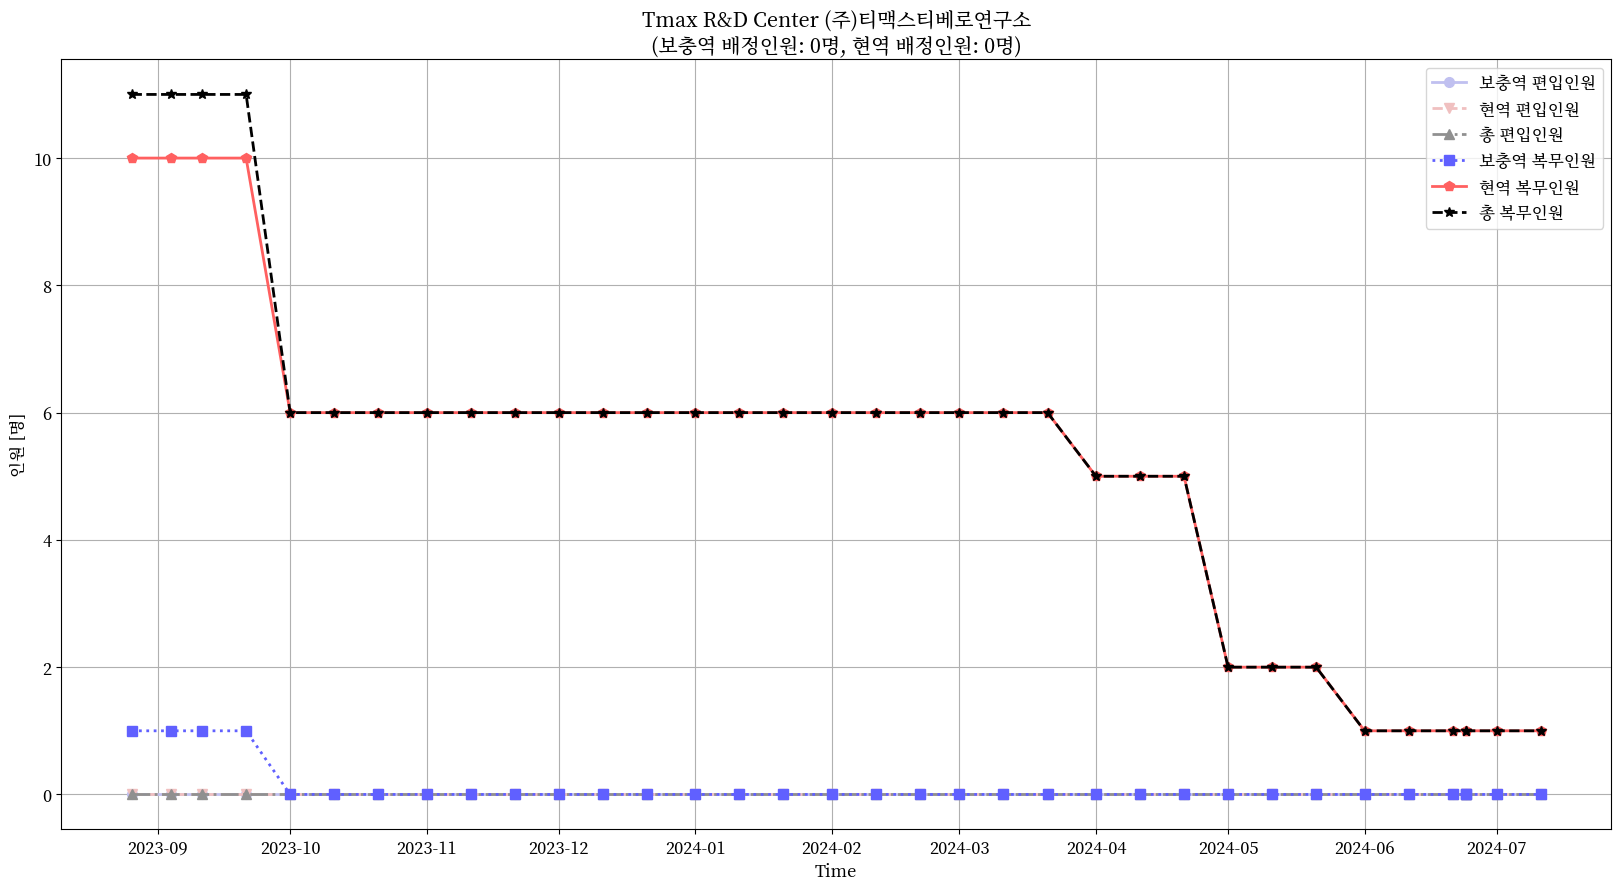 Tmax R&D Center (주)티맥스티베로연구소
(보충역 배정인원: 0명, 현역 배정인원: 0명)
보충역 편입인원
현역 편입인원
총 편입인원
보충역 복무인원
현역 복무인원
총 복무인원
인원 [명]
10
8
6
4
2
0
2023-09
2023-10
2023-11
2023-12
2024-01
2024-02
2024-03
2024-04
2024-05
2024-06
2024-07
Time